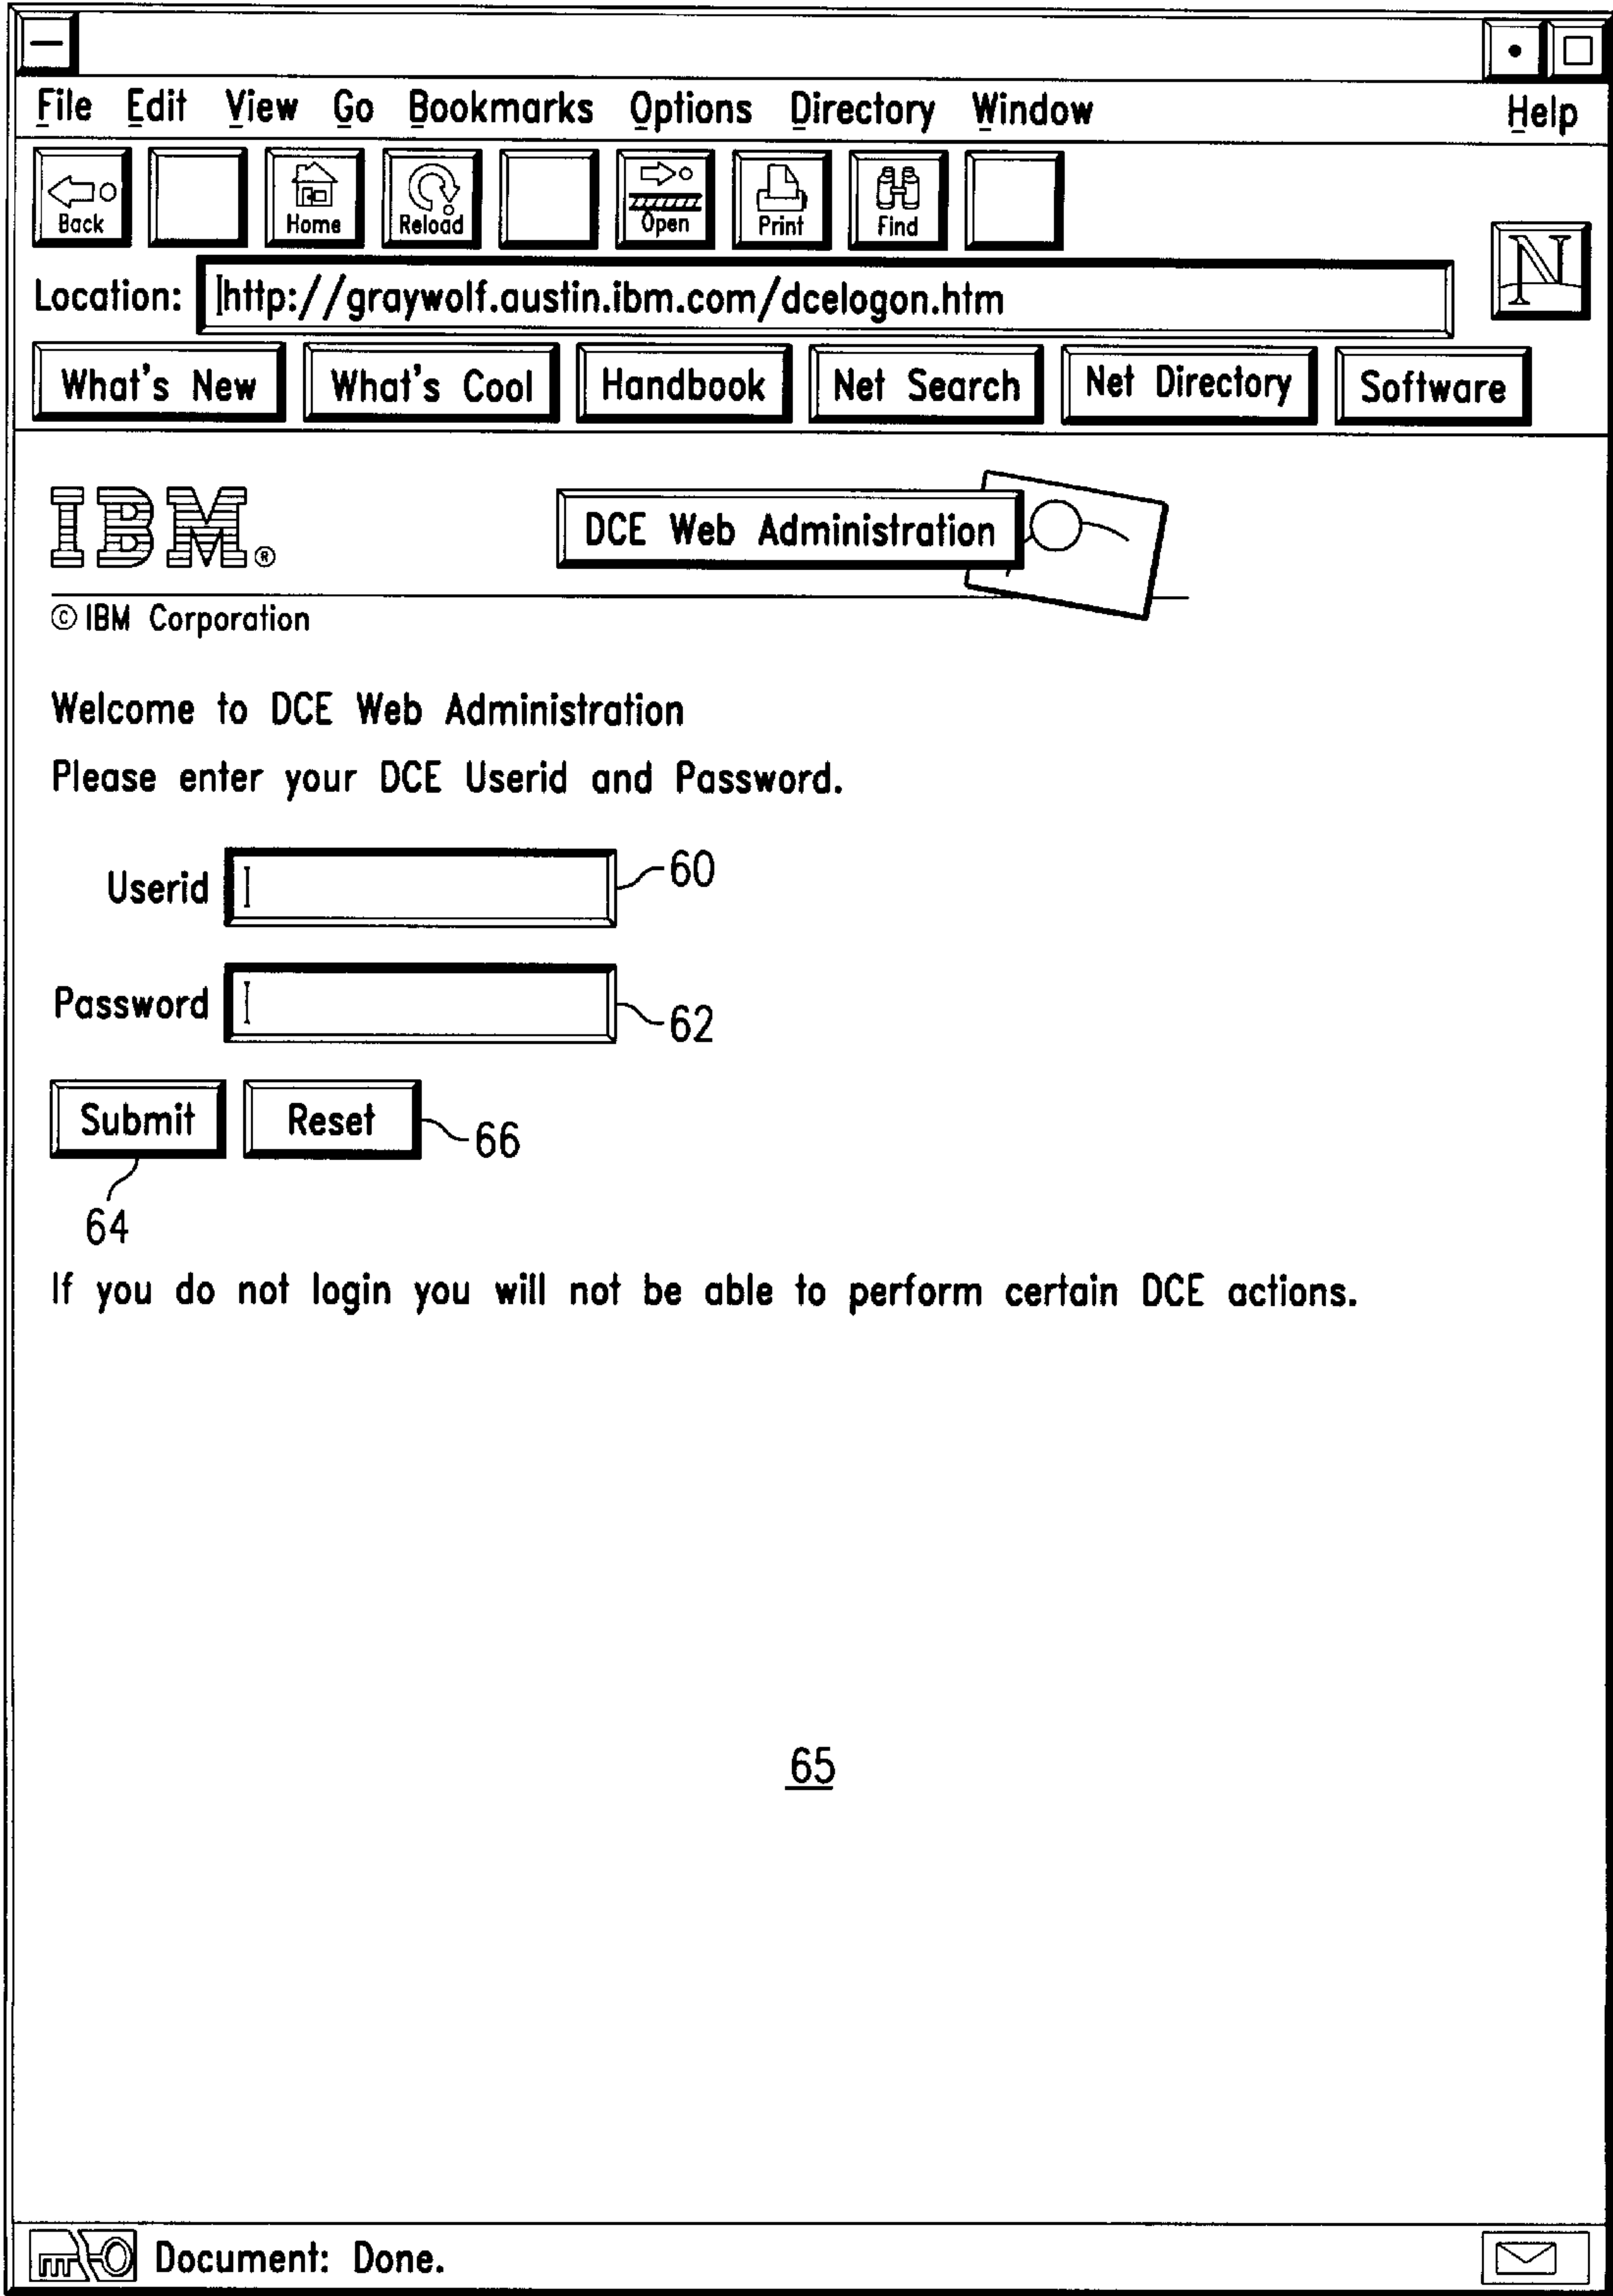 File Edit View Go Bookmarks Options Directory Window Help
Back Home Reload Open Print Find
N
Location: http://graywolf.austin.ibm.com/dcelogon.htm
What's New What's Cool Handbook Net Search Net Directory Software
IBM®
DCE Web Administration
© IBM Corporation
Welcome to DCE Web Administration
Please enter your DCE Userid and Password.
Userid 60
Password 62
Submit Reset 66
64
If you do not login you will not be able to perform certain DCE actions.
65
Document: Done.